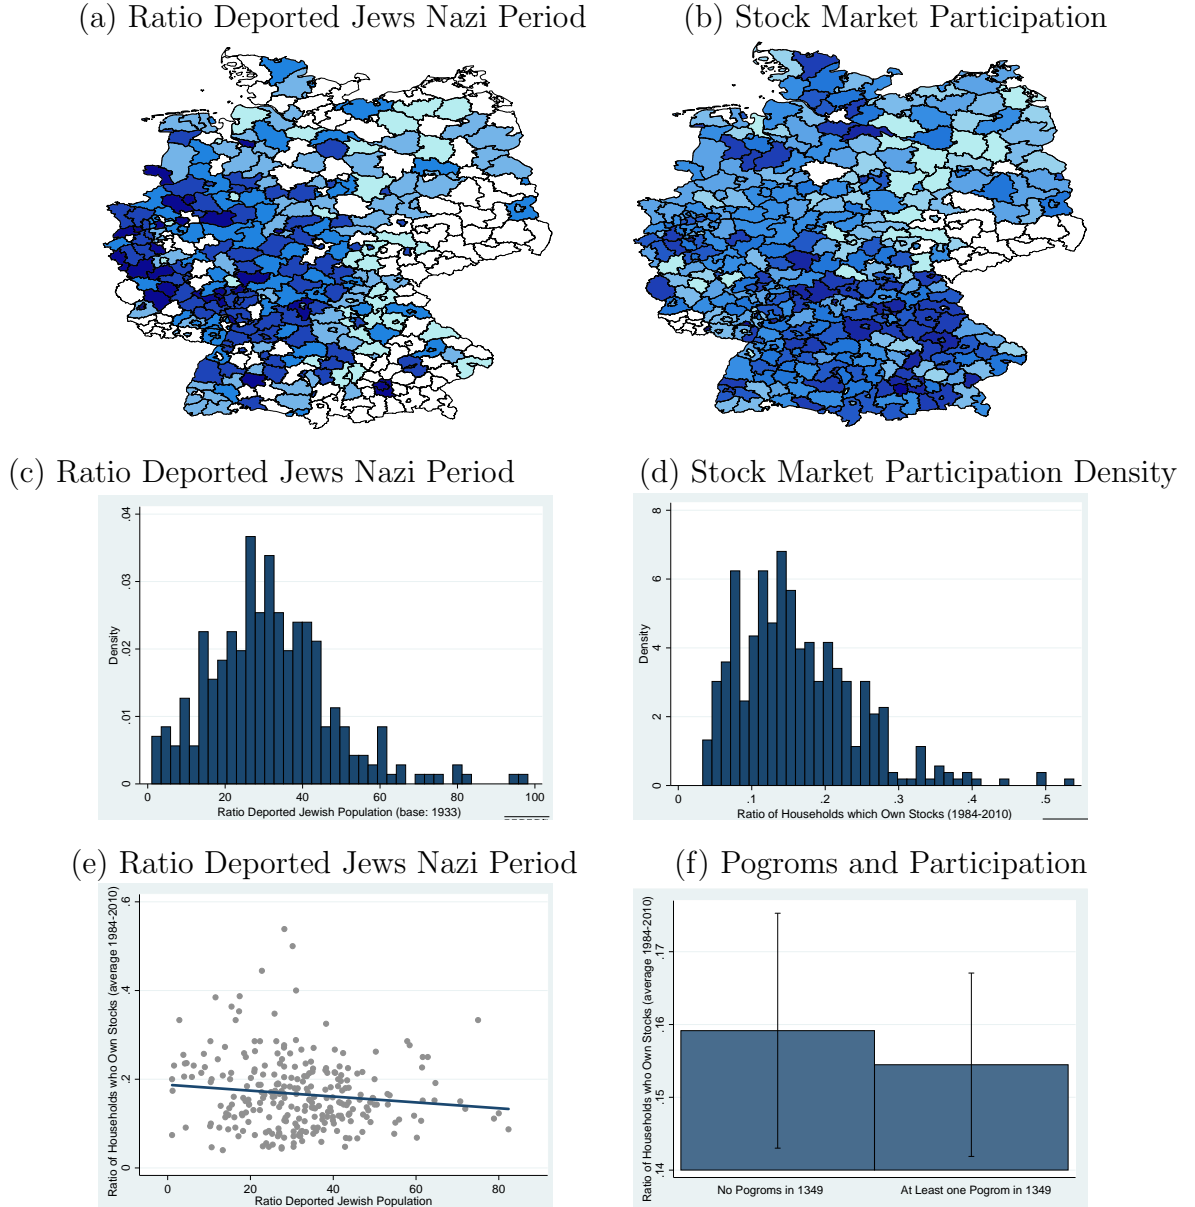 (a) Ratio Deported Jews Nazi Period
(b) Stock Market Participation
(c) Ratio Deported Jews Nazi Period
Density
.04
.03
.02
.01
0
0 20 40 60 80 100
Ratio Deported Jewish Population (base: 1933)
(d) Stock Market Participation Density
Density
8
6
4
2
0
0 .1 .2 .3 .4 .5
Ratio of Households which Own Stocks (1984-2010)
(e) Ratio Deported Jews Nazi Period
Ratio of Households who Own Stocks (average 1984-2010)
.6
.4
.2
0
0 20 40 60 80
Ratio Deported Jewish Population
(f) Pogroms and Participation
Ratio of Households who Own Stocks (average 1984-2010)
.17
.16
.15
.14
No Pogroms in 1349 At Least one Pogrom in 1349